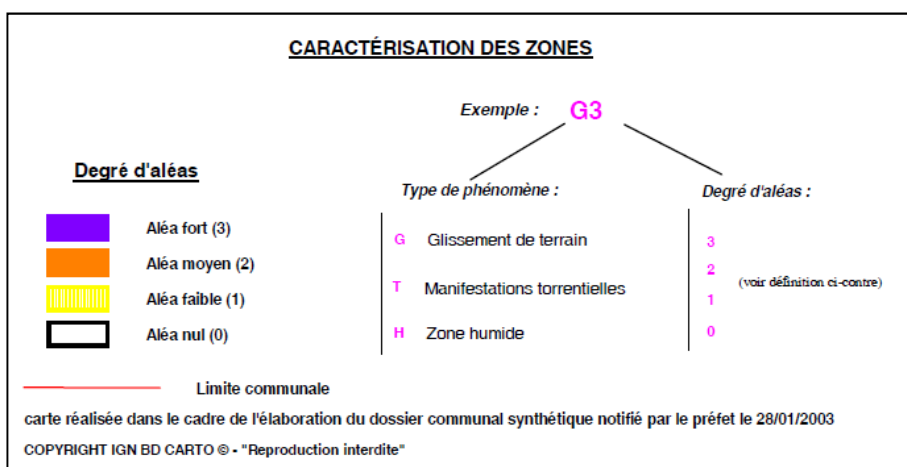 CARACTÉRISATION DES ZONES
Exemple : G3
Degré d'aléas
Aléa fort (3)
Aléa moyen (2)
Aléa faible (1)
Aléa nul (0)
Type de phénomène :
G Glissement de terrain
T Manifestations torrentielles
H Zone humide
Degré d'aléas :
3
2
1
0
(voir définition ci-contre)
Limite communale
carte réalisée dans le cadre de l'élaboration du dossier communal synthétique notifié par le préfet le 28/01/2003
COPYRIGHT IGN BD CARTO © - "Reproduction interdite"